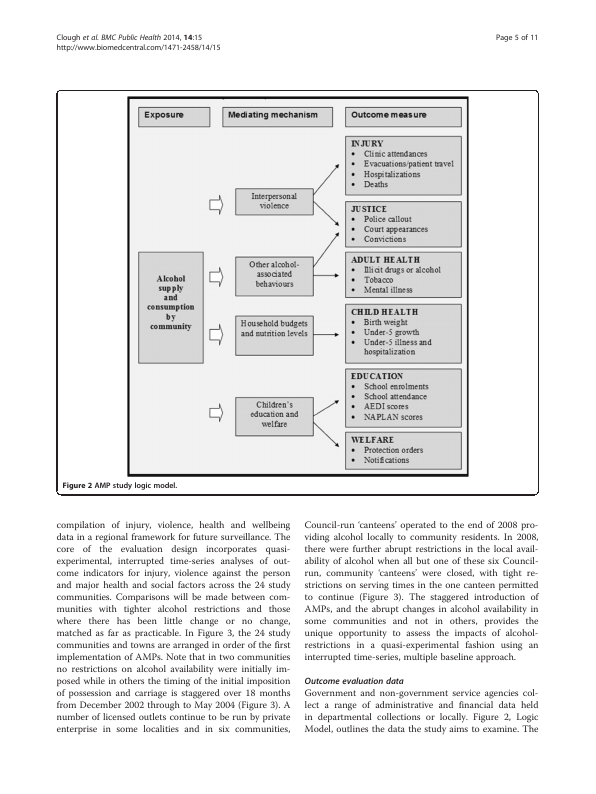 Clough et al. BMC Public Health 2014, 14:15
http://www.biomedcentral.com/1471-2458/14/15
Page 5 of 11
Exposure
Mediating mechanism
Outcome measure
Alcohol
supply
and
consumption
by
community
Interpersonal
violence
Other alcohol-
associated
behaviours
Household budgets
and nutrition levels
Children's
education and
welfare
INJURY
• Clinic attendances
• Evacuations/patient travel
• Hospitalizations
• Deaths
JUSTICE
• Police callout
• Court appearances
• Convictions
ADULT HEALTH
• Illicit drugs or alcohol
• Tobacco
• Mental illness
CHILD HEALTH
• Birth weight
• Under-5 growth
• Under-5 illness and
hospitalization
EDUCATION
• School enrolments
• School attendance
• AEDI scores
• NAPLAN scores
WELFARE
• Protection orders
• Notifications
Figure 2 AMP study logic model.
compilation of injury, violence, health and wellbeing
data in a regional framework for future surveillance. The
core of the evaluation design incorporates quasi-
experimental, interrupted time-series analyses of out-
come indicators for injury, violence against the person
and major health and social factors across the 24 study
communities. Comparisons will be made between com-
munities with tighter alcohol restrictions and those
where there has been little change or no change,
matched as far as practicable. In Figure 3, the 24 study
communities and towns are arranged in order of the first
implementation of AMPs. Note that in two communities
no restrictions on alcohol availability were initially im-
posed while in others the timing of the initial imposition
of possession and carriage is staggered over 18 months
from December 2002 through to May 2004 (Figure 3). A
number of licensed outlets continue to be run by private
enterprise in some localities and in six communities,
Council-run 'canteens' operated to the end of 2008 pro-
viding alcohol locally to community residents. In 2008,
there were further abrupt restrictions in the local avail-
ability of alcohol when all but one of these six Council-
run, community 'canteens' were closed, with tight re-
strictions on serving times in the one canteen permitted
to continue (Figure 3). The staggered introduction of
AMPs, and the abrupt changes in alcohol availability in
some communities and not in others, provides the
unique opportunity to assess the impacts of alcohol-
restrictions in a quasi-experimental fashion using an
interrupted time-series, multiple baseline approach.
Outcome evaluation data
Government and non-government service agencies col-
lect a range of administrative and financial data held
in departmental collections or locally. Figure 2, Logic
Model, outlines the data the study aims to examine. The